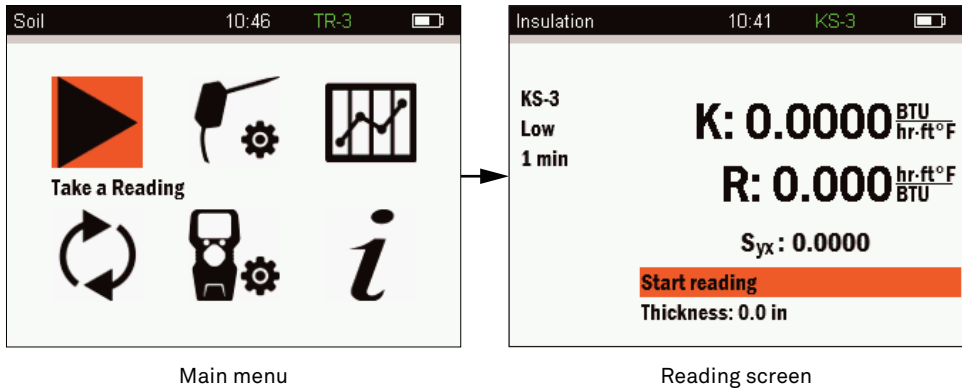 Soil 10:46 TR-3
Take a Reading
i
Main menu
Insulation 10:41 KS-3
KS-3
Low
1 min
K: 0.0000 BTU/hr·ft°F
R: 0.000 hr·ft°F/BTU
Syx: 0.0000
Start reading
Thickness: 0.0 in
Reading screen